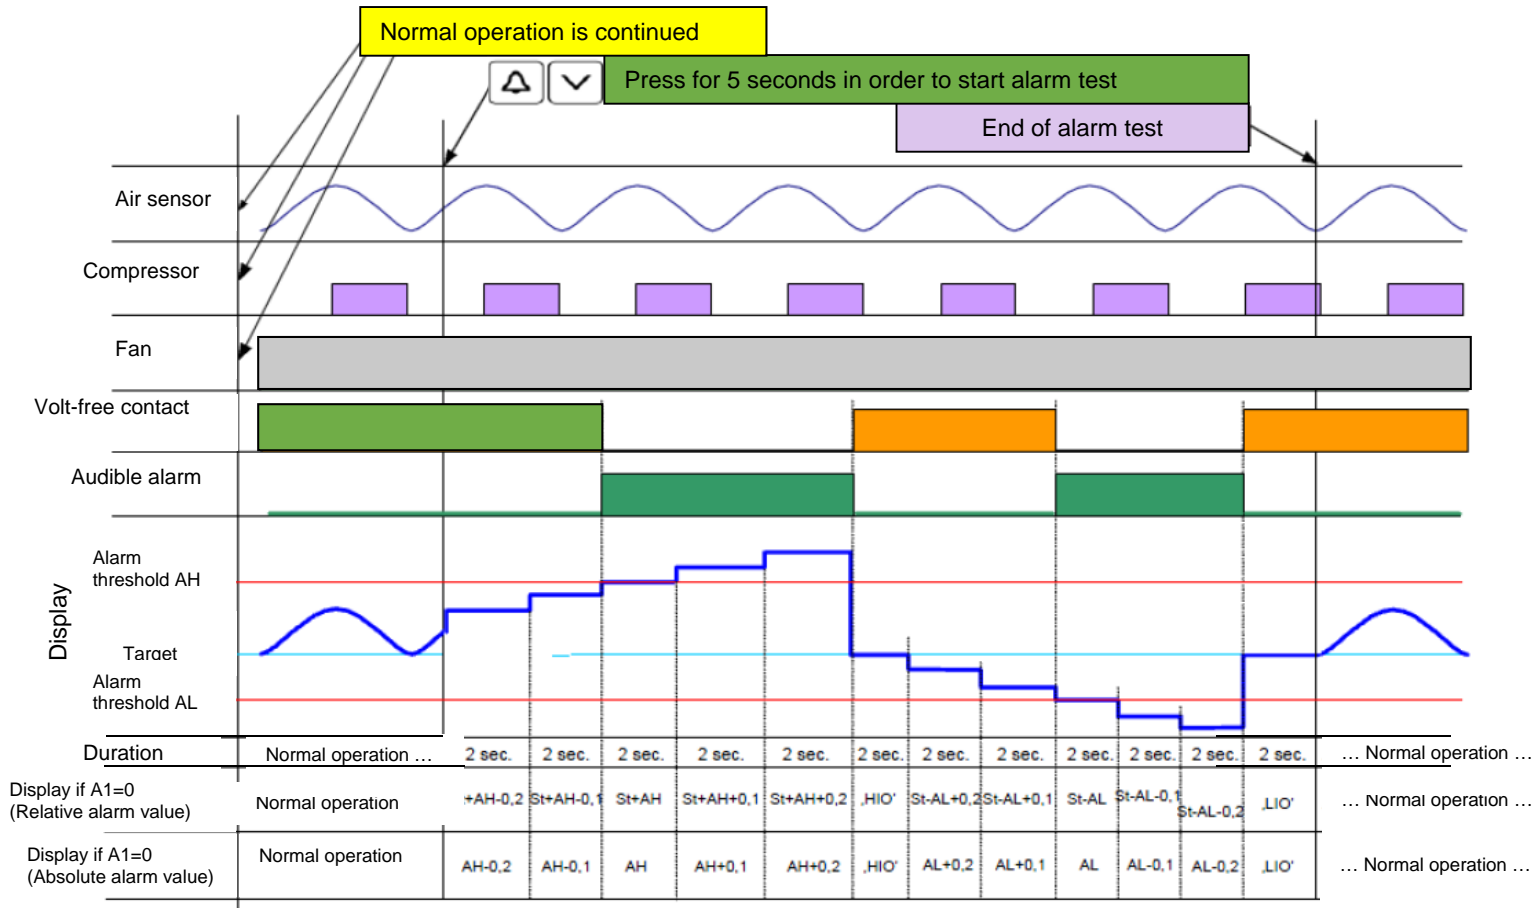 Normal operation is continued
Press for 5 seconds in order to start alarm test
End of alarm test
Air sensor
Compressor
Fan
Volt-free contact
Audible alarm
Display
Alarm
threshold AH
Target
Alarm
threshold AL
Duration
Normal operation … 2 sec. 2 sec. 2 sec. 2 sec. 2 sec. 2 sec. 2 sec. 2 sec. 2 sec. 2 sec. 2 sec. 2 sec. … Normal operation …
Display if A1=0
(Relative alarm value)
Normal operation +AH-0,2 St+AH-0,1 St+AH St+AH+0,1 St+AH+0,2 ‚HIO' St-AL+0,2 St-AL+0,1 St-AL St-AL-0,1 St-AL-0,2 ‚LIO' … Normal operation …
Display if A1=0
(Absolute alarm value)
Normal operation AH-0,2 AH-0,1 AH AH+0,1 AH+0,2 ‚HIO' AL+0,2 AL+0,1 AL AL-0,1 AL-0,2 ‚LIO' … Normal operation …